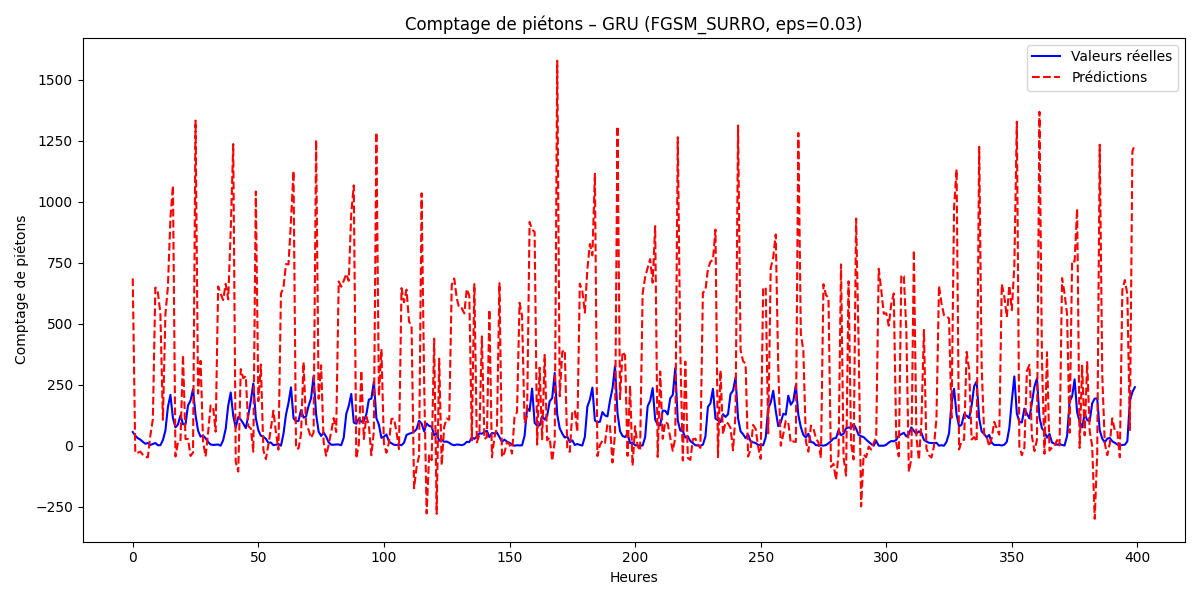 Comptage de piétons – GRU (FGSM_SURRO, eps=0.03)
Valeurs réelles
Prédictions
Comptage de piétons
1500
1250
1000
750
500
250
0
−250
0 50 100 150 200 250 300 350 400
Heures